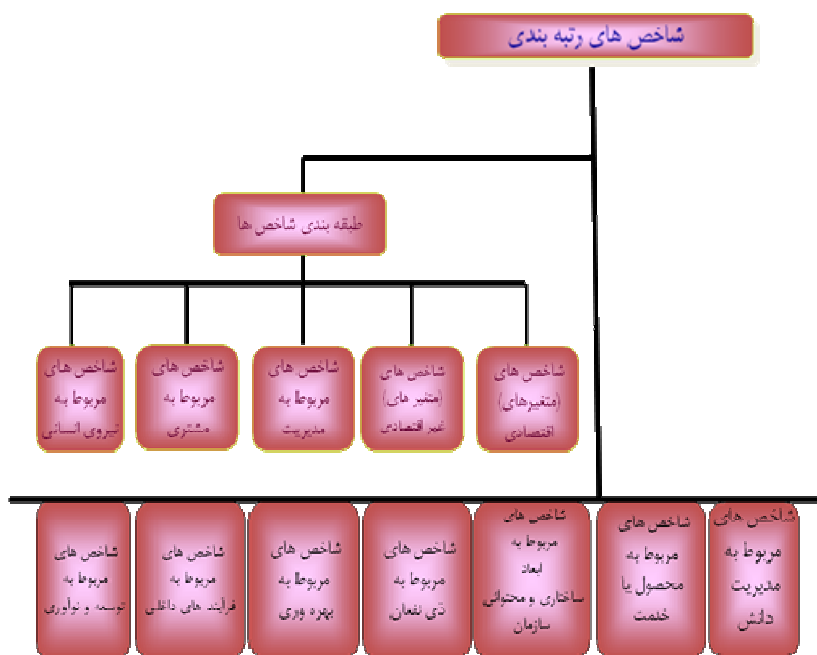 شاخص های رتبه بندی
طبقه بندی شاخص ها
شاخص های
(متغیرهای)
اقتصادی
شاخص های
(متغیر های)
غیر اقتصادی
شاخص های
مربوط به
مدیریت
شاخص های
مربوط به
مشتری
شاخص های
مربوط به
نیروی انسانی
شاخص های
مربوط به
مدیریت
دانش
شاخص های
مربوط به
محصول یا
خدمت
شاخص های
مربوط به
ابعاد
ساختاری و محتوائی
سازمان
شاخص های
مربوط به
ذی نفعان
شاخص های
مربوط به
بهره وری
شاخص های
مربوط به
فرآیند های داخلی
شاخص های
مربوط به
توسعه و نوآوری